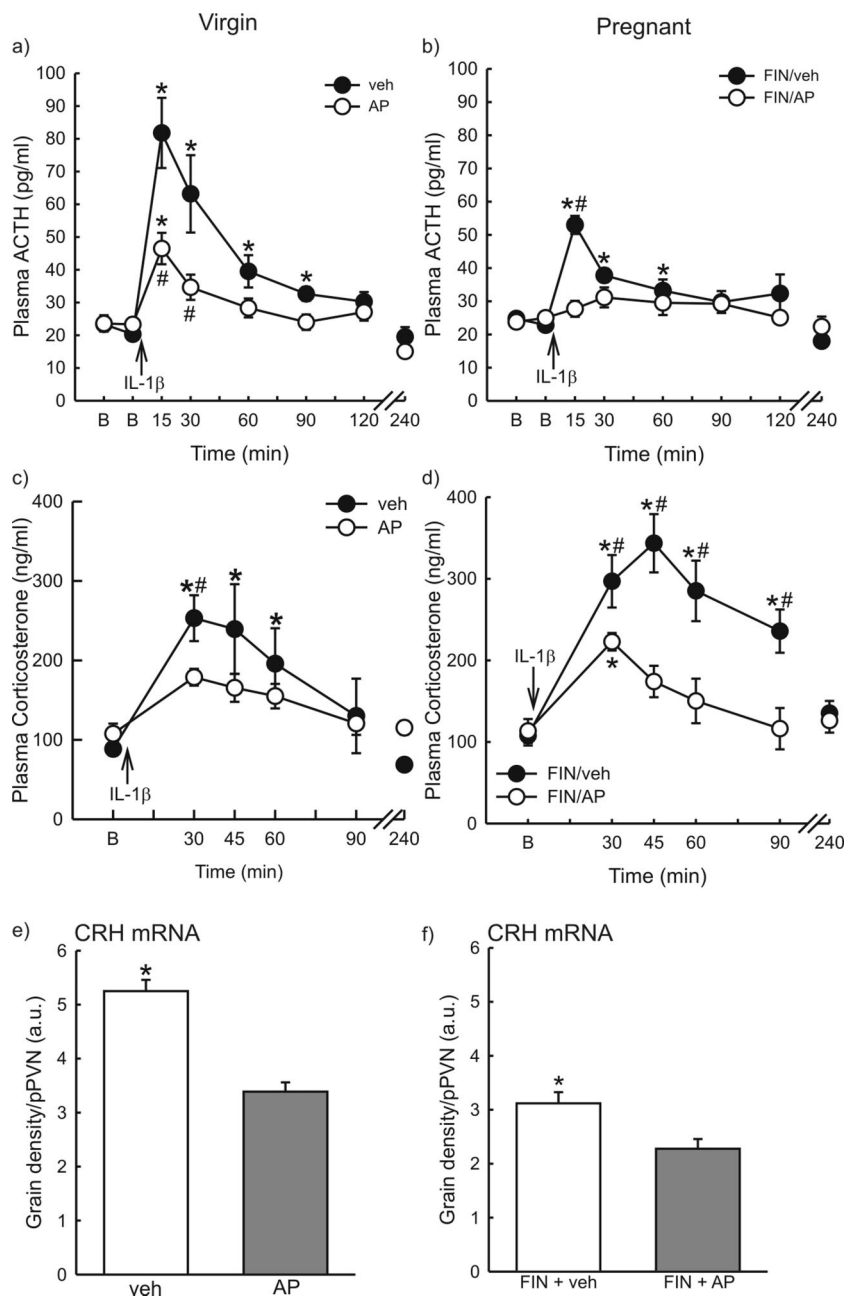 Virgin
Pregnant
a)
Plasma ACTH (pg/ml)
100
90
80
70
60
50
40
30
20
10
0
veh
AP
*
*
*
*
*
#
#
IL-1β
B B 15 30 60 90 120 240
Time (min)
b)
Plasma ACTH (pg/ml)
100
90
80
70
60
50
40
30
20
10
0
FIN/veh
FIN/AP
*#
*
*
IL-1β
B B 15 30 60 90 120 240
Time (min)
c)
Plasma Corticosterone (ng/ml)
400
300
200
100
0
veh
AP
*#
*
*
IL-1β
B 30 45 60 90 240
Time (min)
d)
Plasma Corticosterone (ng/ml)
400
300
200
100
0
*#
*#
*#
*#
*
IL-1β
FIN/veh
FIN/AP
B 30 45 60 90 240
Time (min)
e)
CRH mRNA
Grain density/pPVN (a.u.)
6
5
4
3
2
1
0
*
veh AP
f)
CRH mRNA
Grain density/pPVN (a.u.)
6
5
4
3
2
1
0
*
FIN + veh FIN + AP